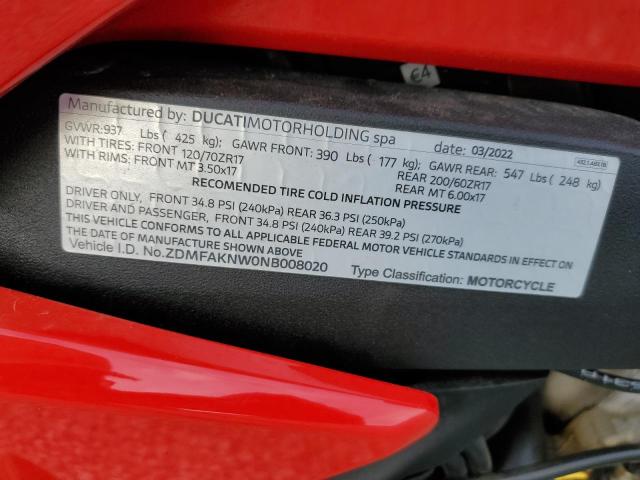 E4
Manufactured by: DUCATIMOTORHOLDING spa date: 03/2022
GVWR:937 Lbs ( 425 kg); GAWR FRONT: 390 Lbs ( 177 kg); GAWR REAR: 547 Lbs ( 248 kg)
WITH TIRES: FRONT 120/70ZR17 REAR 200/60ZR17
WITH RIMS: FRONT MT 3.50x17 REAR MT 6.00x17
RECOMENDED TIRE COLD INFLATION PRESSURE
DRIVER ONLY, FRONT 34.8 PSI (240kPa) REAR 36.3 PSI (250kPa)
DRIVER AND PASSENGER, FRONT 34.8 PSI (240kPa) REAR 39.2 PSI (270kPa)
THIS VEHICLE CONFORMS TO ALL APPLICABLE FEDERAL MOTOR VEHICLE STANDARDS IN EFFECT ON
THE DATE OF MANUFACTURE SHOWN ABOVE
Vehicle I.D. No.ZDMFAKNW0NB008020 Type Classification: MOTORCYCLE